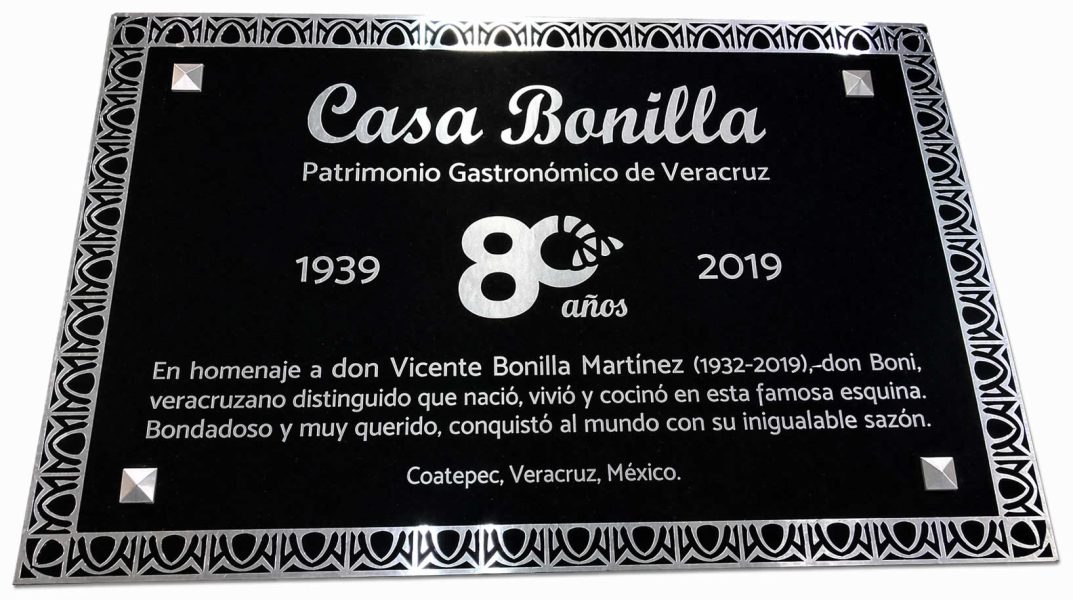 Casa Bonilla
Patrimonio Gastronómico de Veracruz
1939 80 años 2019
En homenaje a don Vicente Bonilla Martínez (1932-2019),-don Boni,
veracruzano distinguido que nació, vivió y cocinó en esta famosa esquina.
Bondadoso y muy querido, conquistó al mundo con su inigualable sazón.
Coatepec, Veracruz, México.